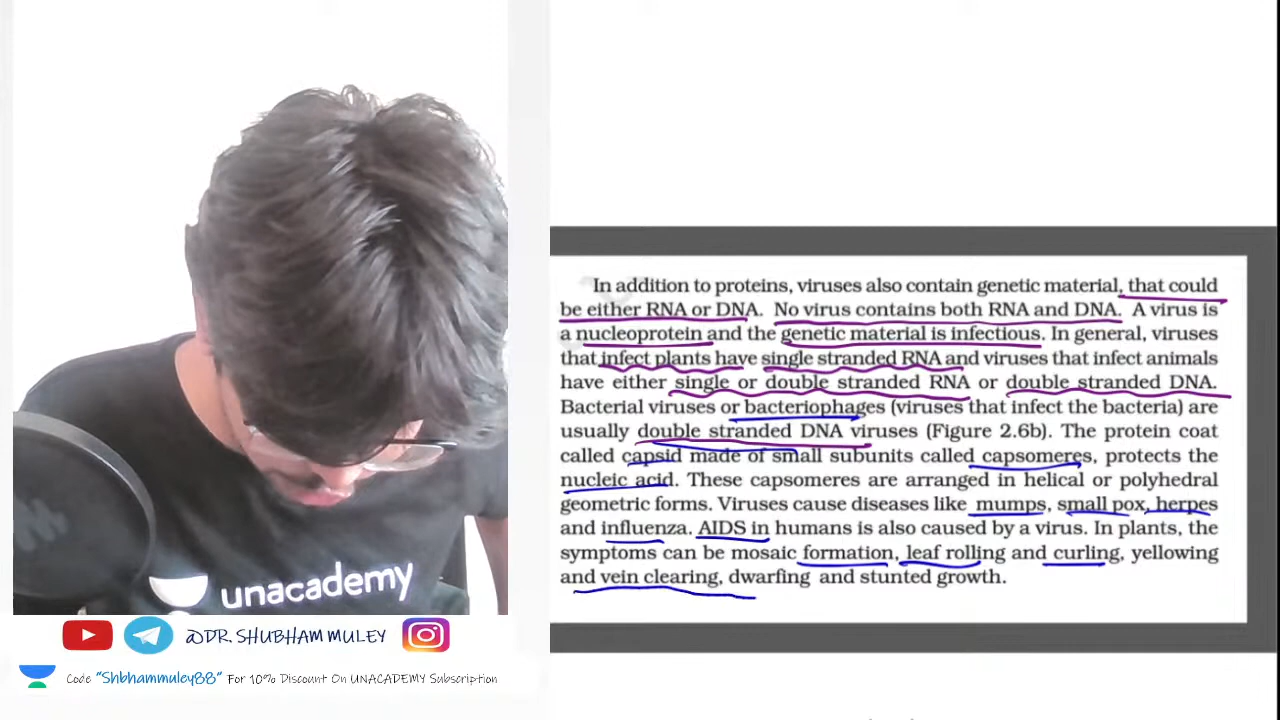 In addition to proteins, viruses also contain genetic material, that could
be either RNA or DNA. No virus contains both RNA and DNA. A virus is
a nucleoprotein and the genetic material is infectious. In general, viruses
that infect plants have single stranded RNA and viruses that infect animals
have either single or double stranded RNA or double stranded DNA.
Bacterial viruses or bacteriophages (viruses that infect the bacteria) are
usually double stranded DNA viruses (Figure 2.6b). The protein coat
called capsid made of small subunits called capsomeres, protects the
nucleic acid. These capsomeres are arranged in helical or polyhedral
geometric forms. Viruses cause diseases like mumps, small pox, herpes
and influenza. AIDS in humans is also caused by a virus. In plants, the
symptoms can be mosaic formation, leaf rolling and curling, yellowing
and vein clearing, dwarfing and stunted growth.
unacademy
@DR. SHUBHAM MULEY
Code "Shbhammuley88" For 10% Discount On UNACADEMY Subscription